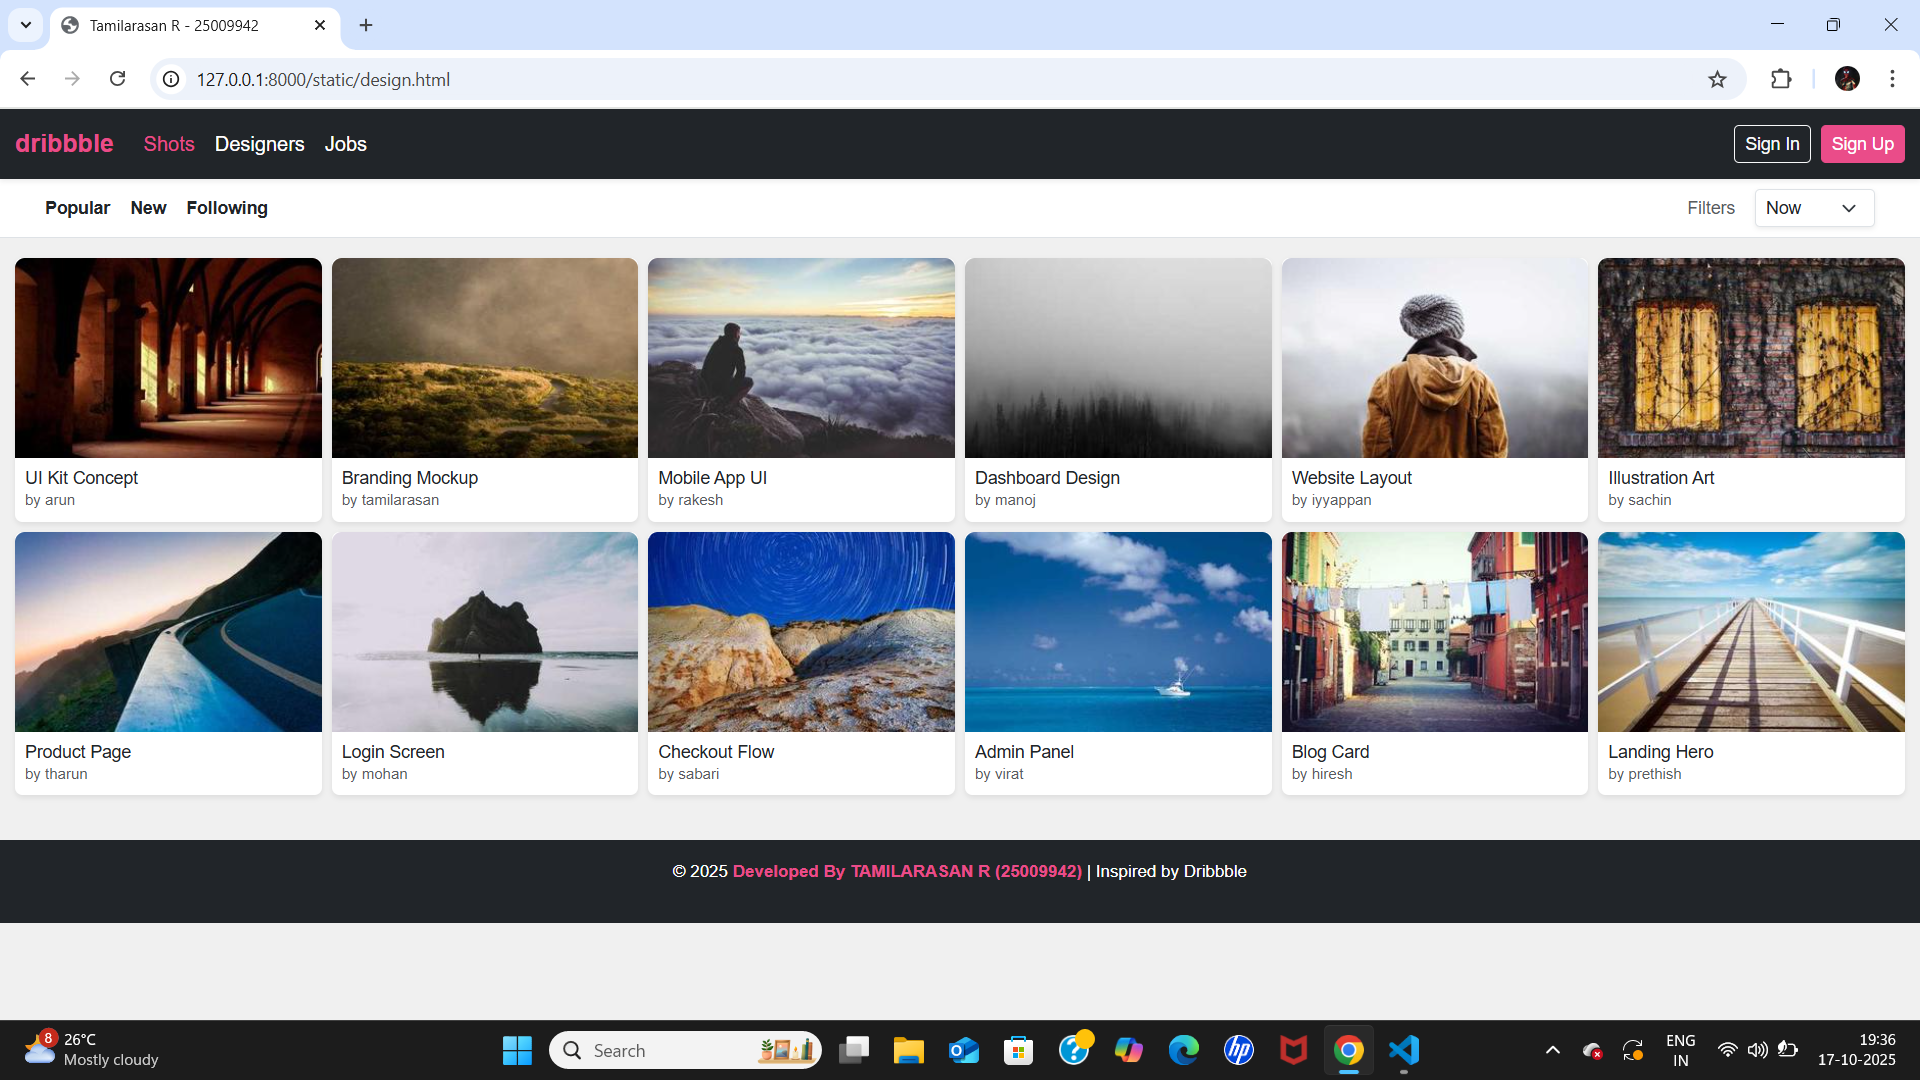 Tamilarasan R - 25009942
127.0.0.1:8000/static/design.html
dribbble Shots Designers Jobs Sign In Sign Up
Popular New Following Filters Now
UI Kit Concept
by arun
Branding Mockup
by tamilarasan
Mobile App UI
by rakesh
Dashboard Design
by manoj
Website Layout
by iyyappan
Illustration Art
by sachin
Product Page
by tharun
Login Screen
by mohan
Checkout Flow
by sabari
Admin Panel
by virat
Blog Card
by hiresh
Landing Hero
by prethish
© 2025 Developed By TAMILARASAN R (25009942) | Inspired by Dribbble
8
26°C
Mostly cloudy
Search
hp
ENG
IN
19:36
17-10-2025